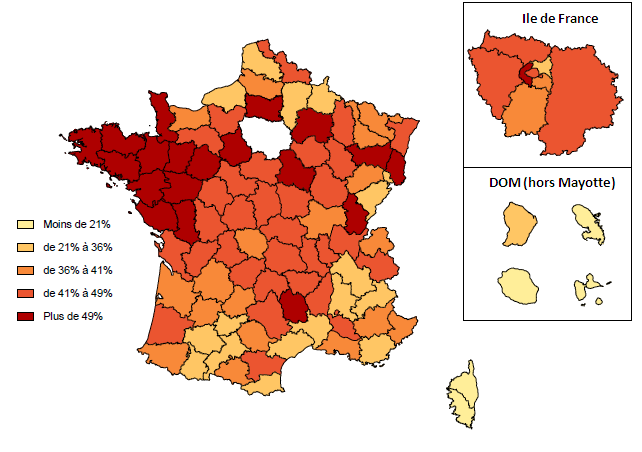 Ile de France
DOM (hors Mayotte)
Moins de 21%
de 21% à 36%
de 36% à 41%
de 41% à 49%
Plus de 49%